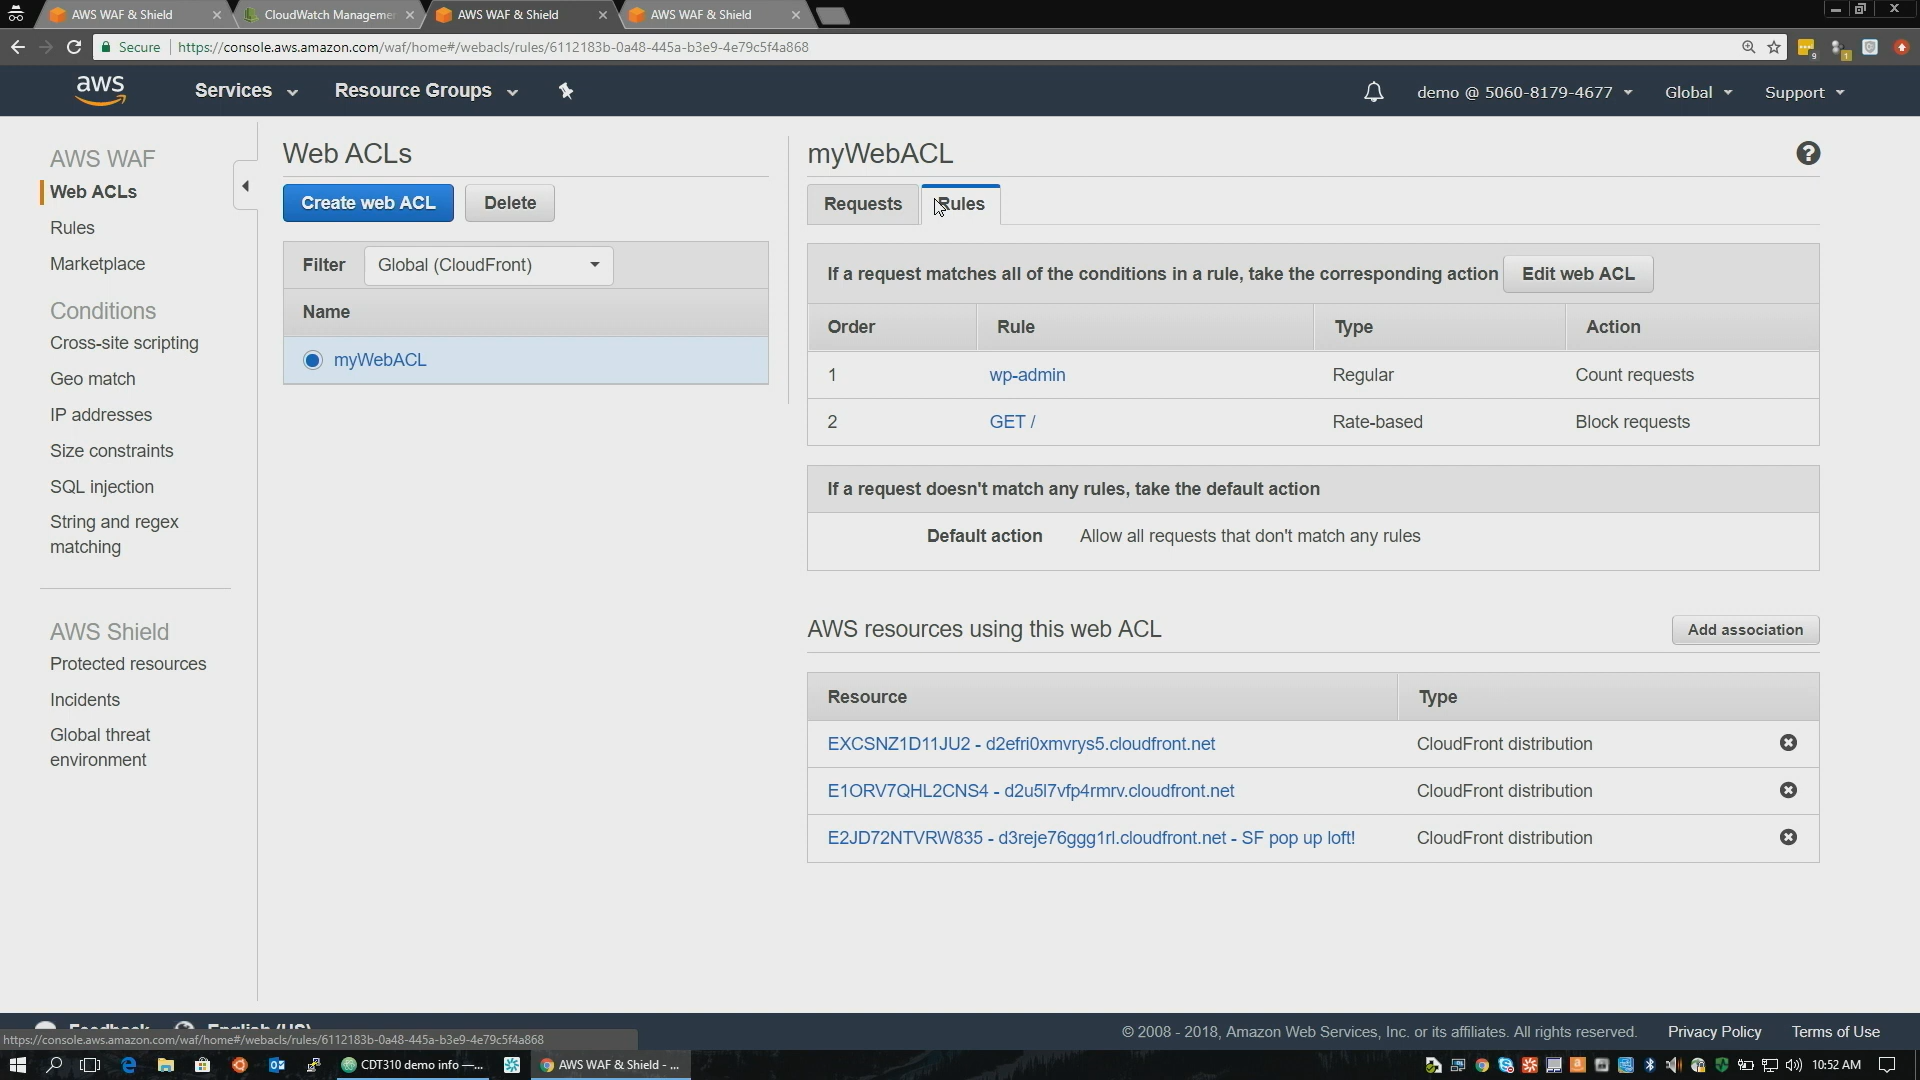 AWS WAF & Shield
CloudWatch Managemen
AWS WAF & Shield
AWS WAF & Shield
Secure
https://console.aws.amazon.com/waf/home#/webacls/rules/6112183b-0a48-445a-b3e9-4e79c5f4a868
9
1
aws
Services
Resource Groups
demo @ 5060-8179-4677
Global
Support
AWS WAF
Web ACLs
Rules
Marketplace
Conditions
Cross-site scripting
Geo match
IP addresses
Size constraints
SQL injection
String and regex
matching
AWS Shield
Protected resources
Incidents
Global threat
environment
Web ACLs
Create web ACL
Delete
Filter
Global (CloudFront)
Name
myWebACL
myWebACL
?
Requests
Rules
If a request matches all of the conditions in a rule, take the corresponding action
Edit web ACL
Order Rule Type Action
1 wp-admin Regular Count requests
2 GET / Rate-based Block requests
If a request doesn't match any rules, take the default action
Default action Allow all requests that don't match any rules
AWS resources using this web ACL
Add association
Resource Type
EXCSNZ1D11JU2 - d2efri0xmvrys5.cloudfront.net CloudFront distribution
E1ORV7QHL2CNS4 - d2u5l7vfp4rmrv.cloudfront.net CloudFront distribution
E2JD72NTVRW835 - d3reje76ggg1rl.cloudfront.net - SF pop up loft! CloudFront distribution
Feedback
English (US)
https://console.aws.amazon.com/waf/home#/webacls/rules/6112183b-0a48-445a-b3e9-4e79c5f4a868
© 2008 - 2018, Amazon Web Services, Inc. or its affiliates. All rights reserved.
Privacy Policy
Terms of Use
CDT310 demo info —...
AWS WAF & Shield - ...
10:52 AM